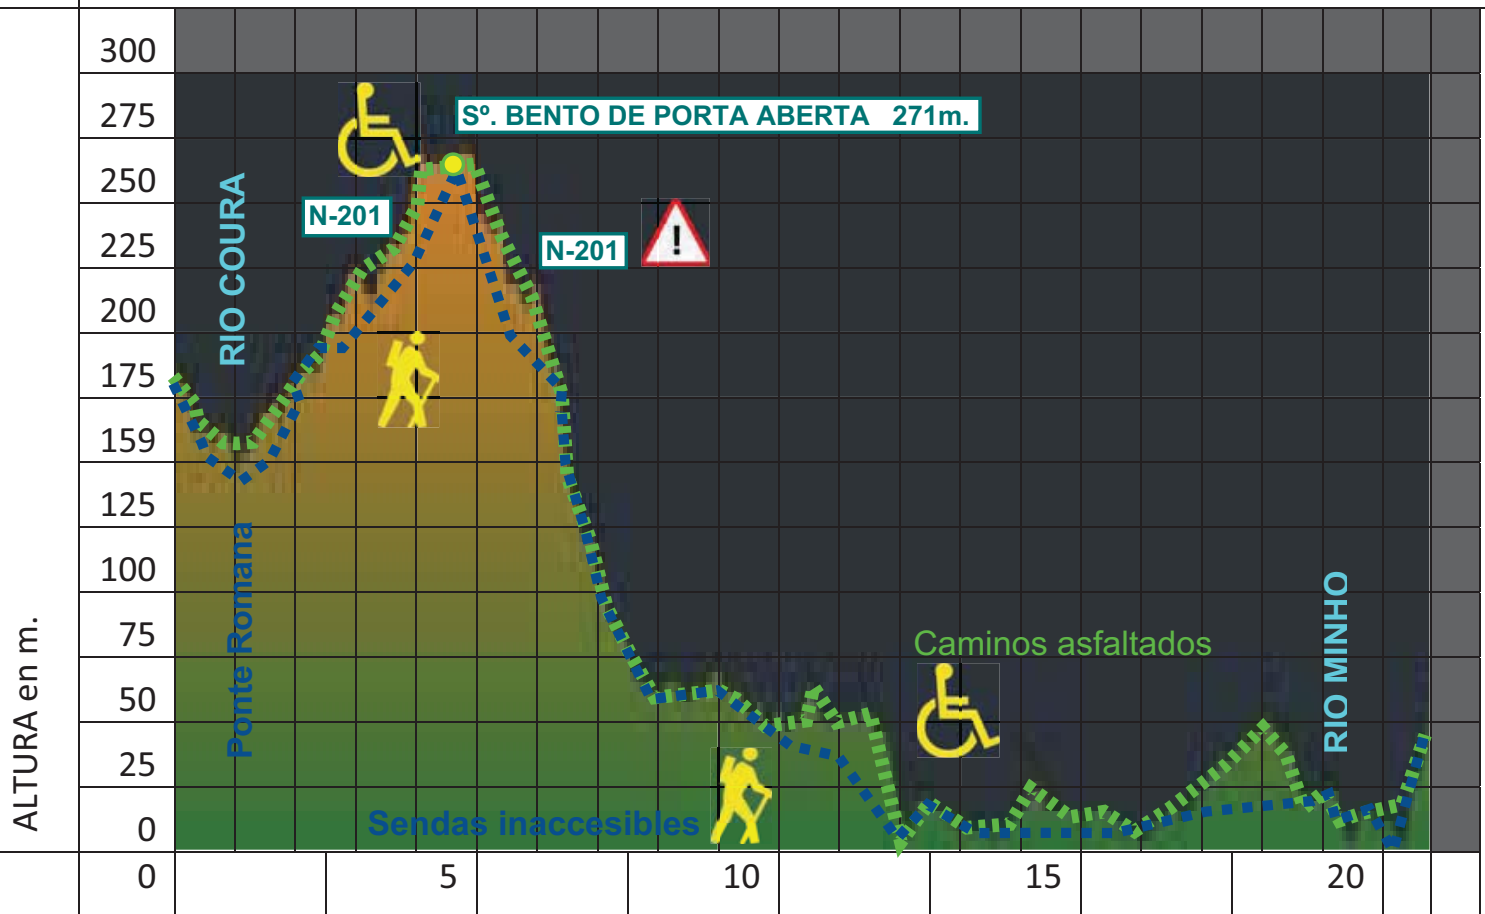 300
275
250
225
200
175
159
125
100
75
50
25
0
ALTURA en m.
Sº. BENTO DE PORTA ABERTA 271m.
N-201
N-201
!
RIO COURA
Ponte Romana
Caminos asfaltados
RIO MINHO
Sendas inaccesibles
0 5 10 15 20